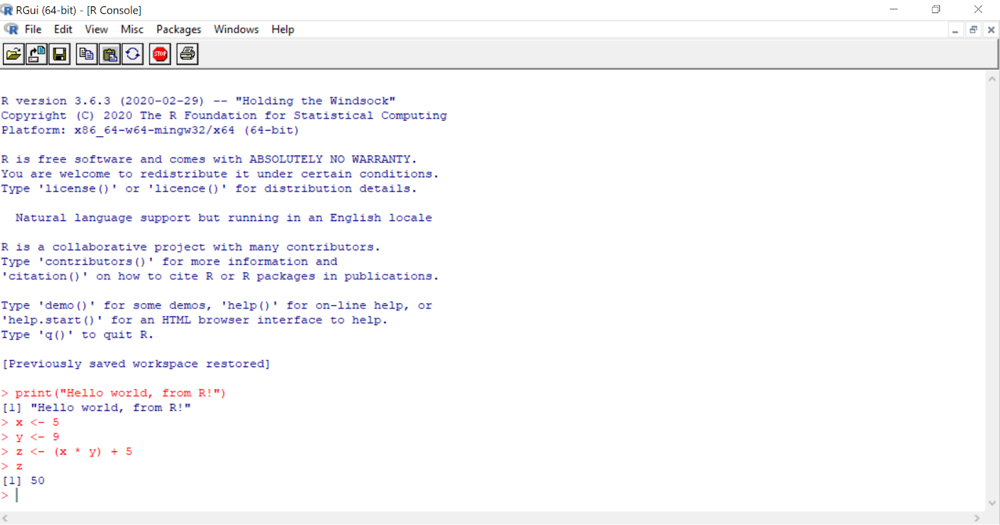 RGui (64-bit) - [R Console]
File Edit View Misc Packages Windows Help
STOP
R version 3.6.3 (2020-02-29) -- "Holding the Windsock"
Copyright (C) 2020 The R Foundation for Statistical Computing
Platform: x86_64-w64-mingw32/x64 (64-bit)
R is free software and comes with ABSOLUTELY NO WARRANTY.
You are welcome to redistribute it under certain conditions.
Type 'license()' or 'licence()' for distribution details.
Natural language support but running in an English locale
R is a collaborative project with many contributors.
Type 'contributors()' for more information and
'citation()' on how to cite R or R packages in publications.
Type 'demo()' for some demos, 'help()' for on-line help, or
'help.start()' for an HTML browser interface to help.
Type 'q()' to quit R.
[Previously saved workspace restored]
> print("Hello world, from R!")
[1] "Hello world, from R!"
> x <- 5
> y <- 9
> z <- (x * y) + 5
> z
[1] 50
>